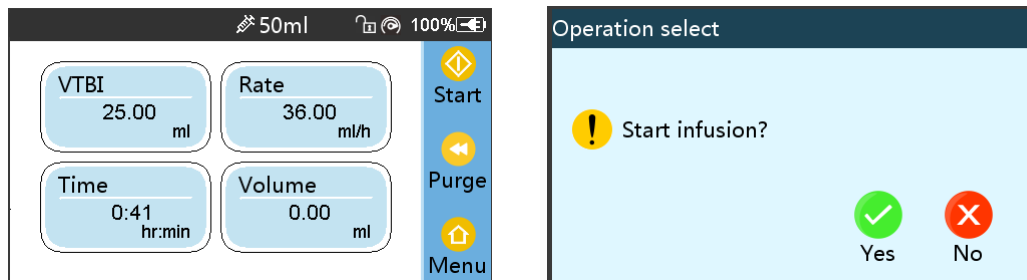 50ml 100%
VTBI
25.00
ml
Rate
36.00
ml/h
Time
0:41
hr:min
Volume
0.00
ml
Start
Purge
Menu
Operation select
Start infusion?
Yes No